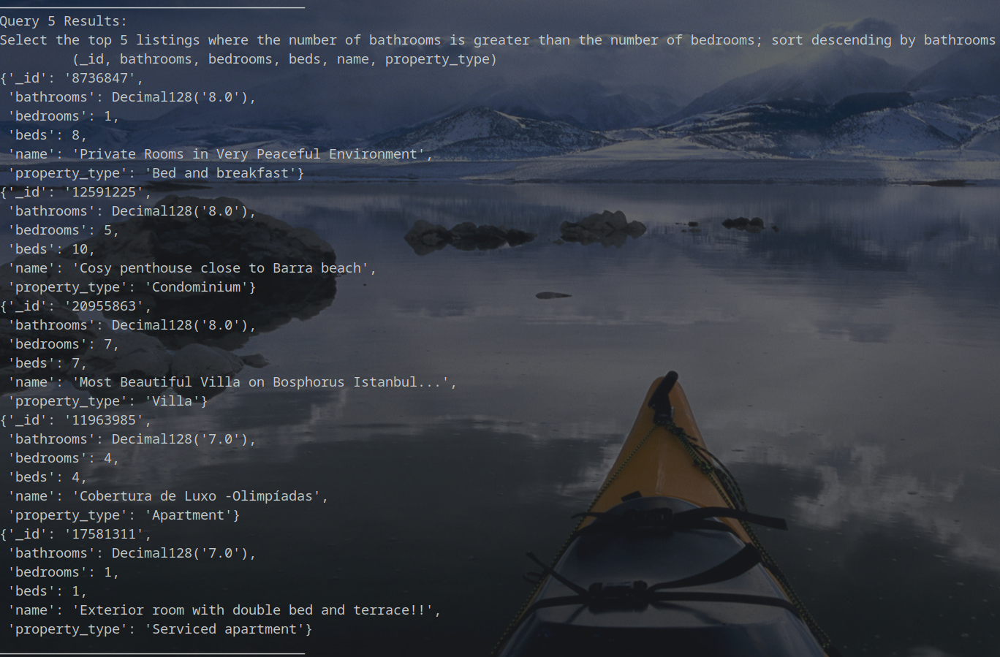 Query 5 Results:
Select the top 5 listings where the number of bathrooms is greater than the number of bedrooms; sort descending by bathrooms
(_id, bathrooms, bedrooms, beds, name, property_type)
{'_id': '8736847',
'bathrooms': Decimal128('8.0'),
'bedrooms': 1,
'beds': 8,
'name': 'Private Rooms in Very Peaceful Environment',
'property_type': 'Bed and breakfast'}
{'_id': '12591225',
'bathrooms': Decimal128('8.0'),
'bedrooms': 5,
'beds': 10,
'name': 'Cosy penthouse close to Barra beach',
'property_type': 'Condominium'}
{'_id': '20955863',
'bathrooms': Decimal128('8.0'),
'bedrooms': 7,
'beds': 7,
'name': 'Most Beautiful Villa on Bosphorus Istanbul...',
'property_type': 'Villa'}
{'_id': '11963985',
'bathrooms': Decimal128('7.0'),
'bedrooms': 4,
'beds': 4,
'name': 'Cobertura de Luxo -Olimpíadas',
'property_type': 'Apartment'}
{'_id': '17581311',
'bathrooms': Decimal128('7.0'),
'bedrooms': 1,
'beds': 1,
'name': 'Exterior room with double bed and terrace!!',
'property_type': 'Serviced apartment'}